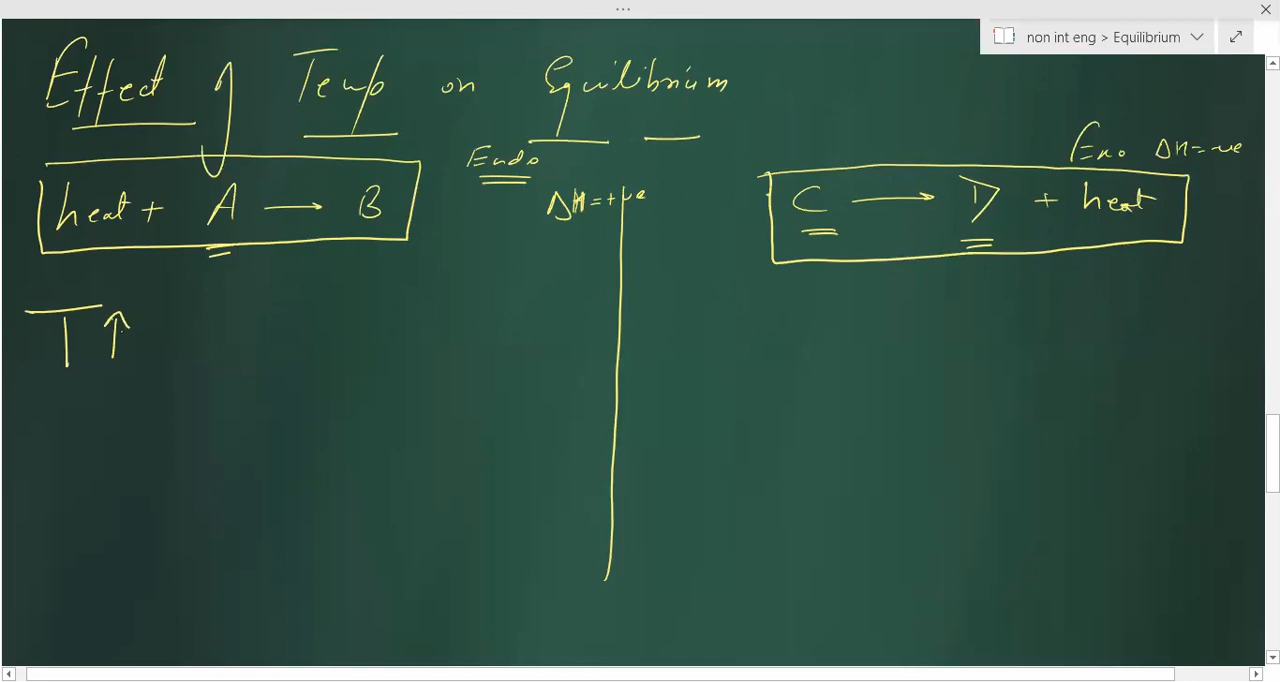 non int eng > Equilibrium
Effect of Temp on Equilibrium
Endo
ΔH = +ve
heat + A → B
Exo ΔH = -ve
C → D + heat
T↑